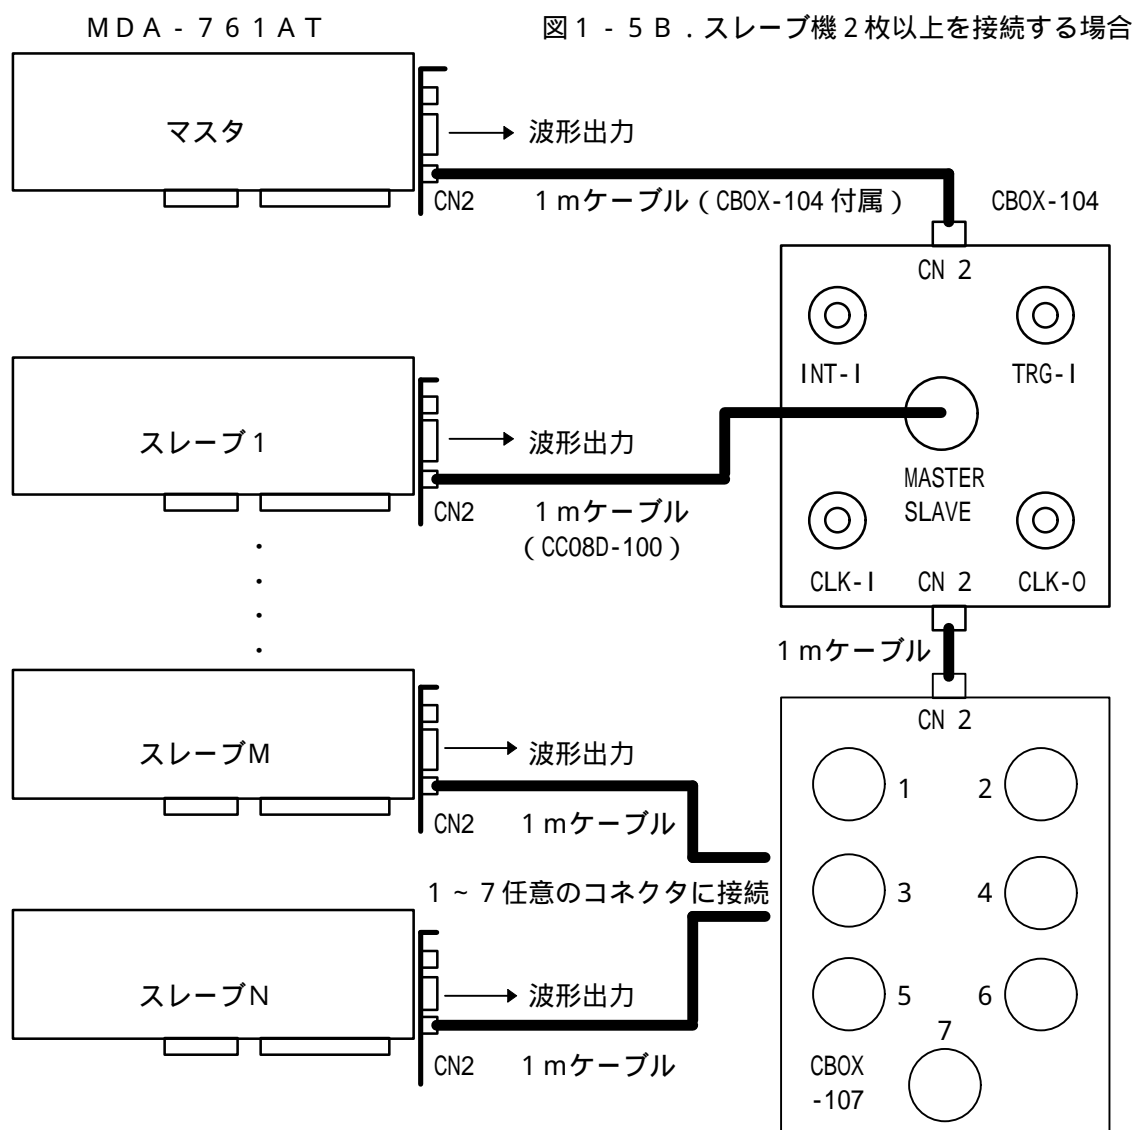 MDA-761AT
図1-5B．スレーブ機2枚以上を接続する場合
マスタ
波形出力
CN2
1mケーブル（CBOX-104付属）
CBOX-104
CN 2
INT-I
TRG-I
スレーブ1
波形出力
CN2
1mケーブル
（CC08D-100）
MASTER
SLAVE
CLK-I
CN 2
CLK-O
・
・
・
・
1mケーブル
CN 2
スレーブM
波形出力
CN2
1mケーブル
1
2
1~7任意のコネクタに接続
3
4
スレーブN
波形出力
CN2
1mケーブル
5
6
7
CBOX
-107